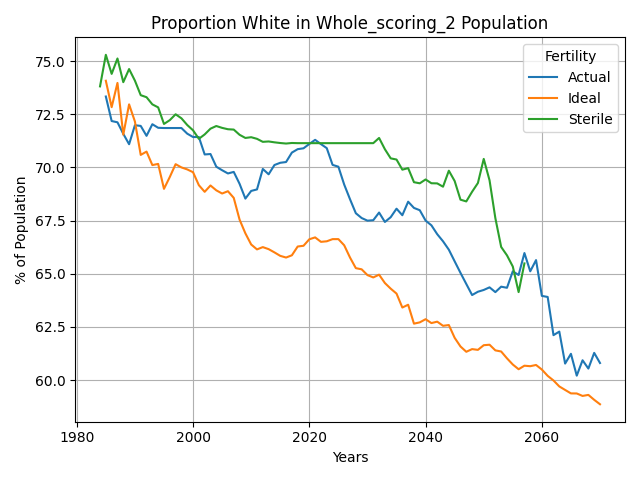 Proportion White in Whole_scoring_2 Population
Fertility
Actual
Ideal
Sterile
% of Population
75.0
72.5
70.0
67.5
65.0
62.5
60.0
1980 2000 2020 2040 2060
Years